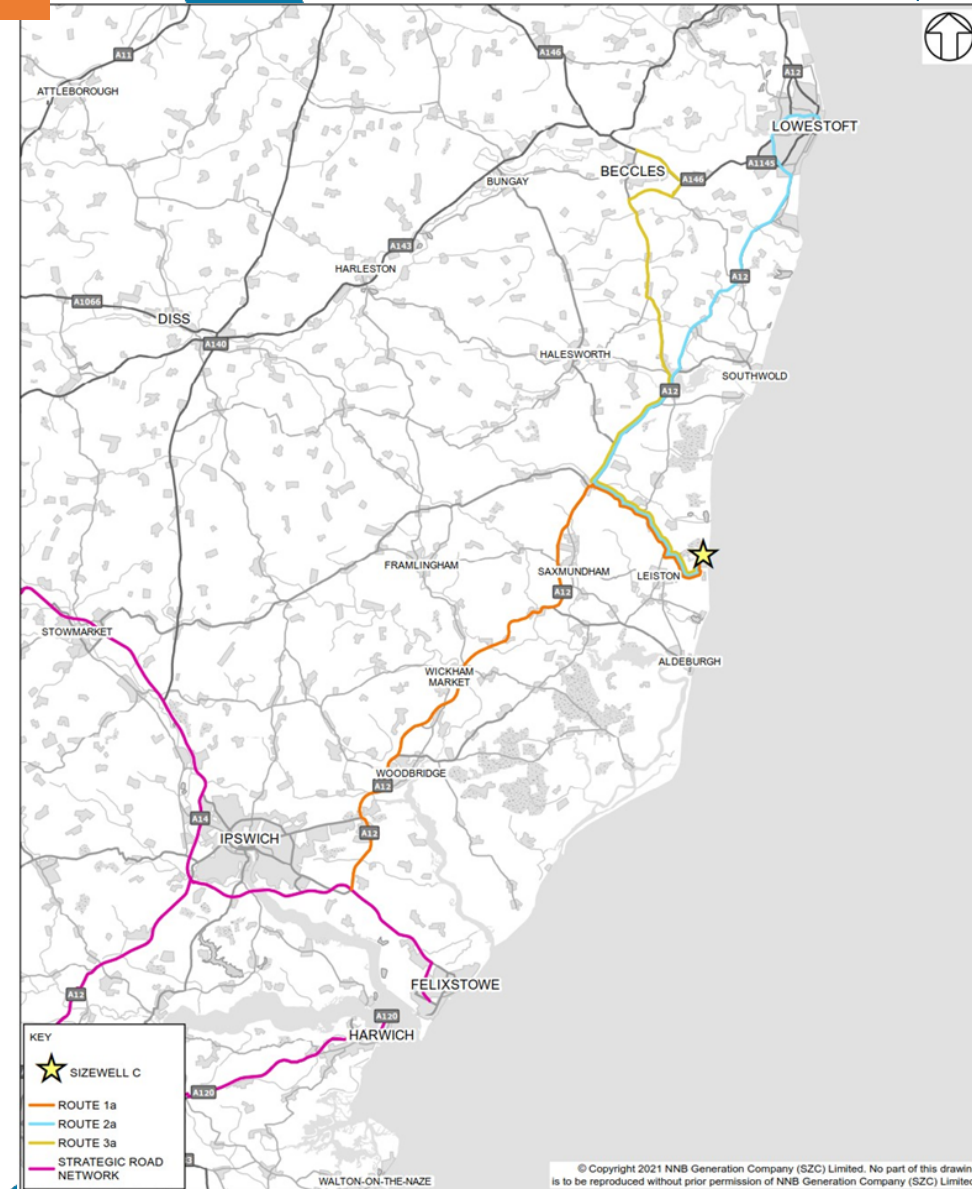 A11
A146
A12
ATTLEBOROUGH
LOWESTOFT
A1145
BECCLES
A146
BUNGAY
A143
HARLESTON
A12
A1066
DISS
A140
HALESWORTH
SOUTHWOLD
A12
FRAMLINGHAM
SAXMUNDHAM
LEISTON
A12
STOWMARKET
ALDEBURGH
WICKHAM
MARKET
WOODBRIDGE
A12
A14
A12
IPSWICH
FELIXSTOWE
A12
A120
HARWICH
A120
KEY
SIZEWELL C
ROUTE 1a
ROUTE 2a
ROUTE 3a
STRATEGIC ROAD
NETWORK
WALTON-ON-THE-NAZE
© Copyright 2021 NNB Generation Company (SZC) Limited. No part of this
is to be reproduced without prior permission of NNB Generation Company (SZC)